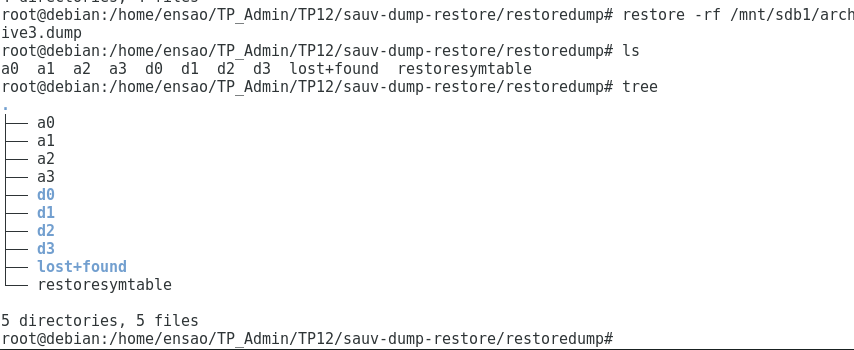 4 directories, 4 files
root@debian:/home/ensao/TP_Admin/TP12/sauv-dump-restore/restoredump# restore -rf /mnt/sdb1/arch
ive3.dump
root@debian:/home/ensao/TP_Admin/TP12/sauv-dump-restore/restoredump# ls
a0  a1  a2  a3  d0  d1  d2  d3  lost+found  restoresymtable
root@debian:/home/ensao/TP_Admin/TP12/sauv-dump-restore/restoredump# tree
.
├── a0
├── a1
├── a2
├── a3
├── d0
├── d1
├── d2
├── d3
├── lost+found
└── restoresymtable
5 directories, 5 files
root@debian:/home/ensao/TP_Admin/TP12/sauv-dump-restore/restoredump#